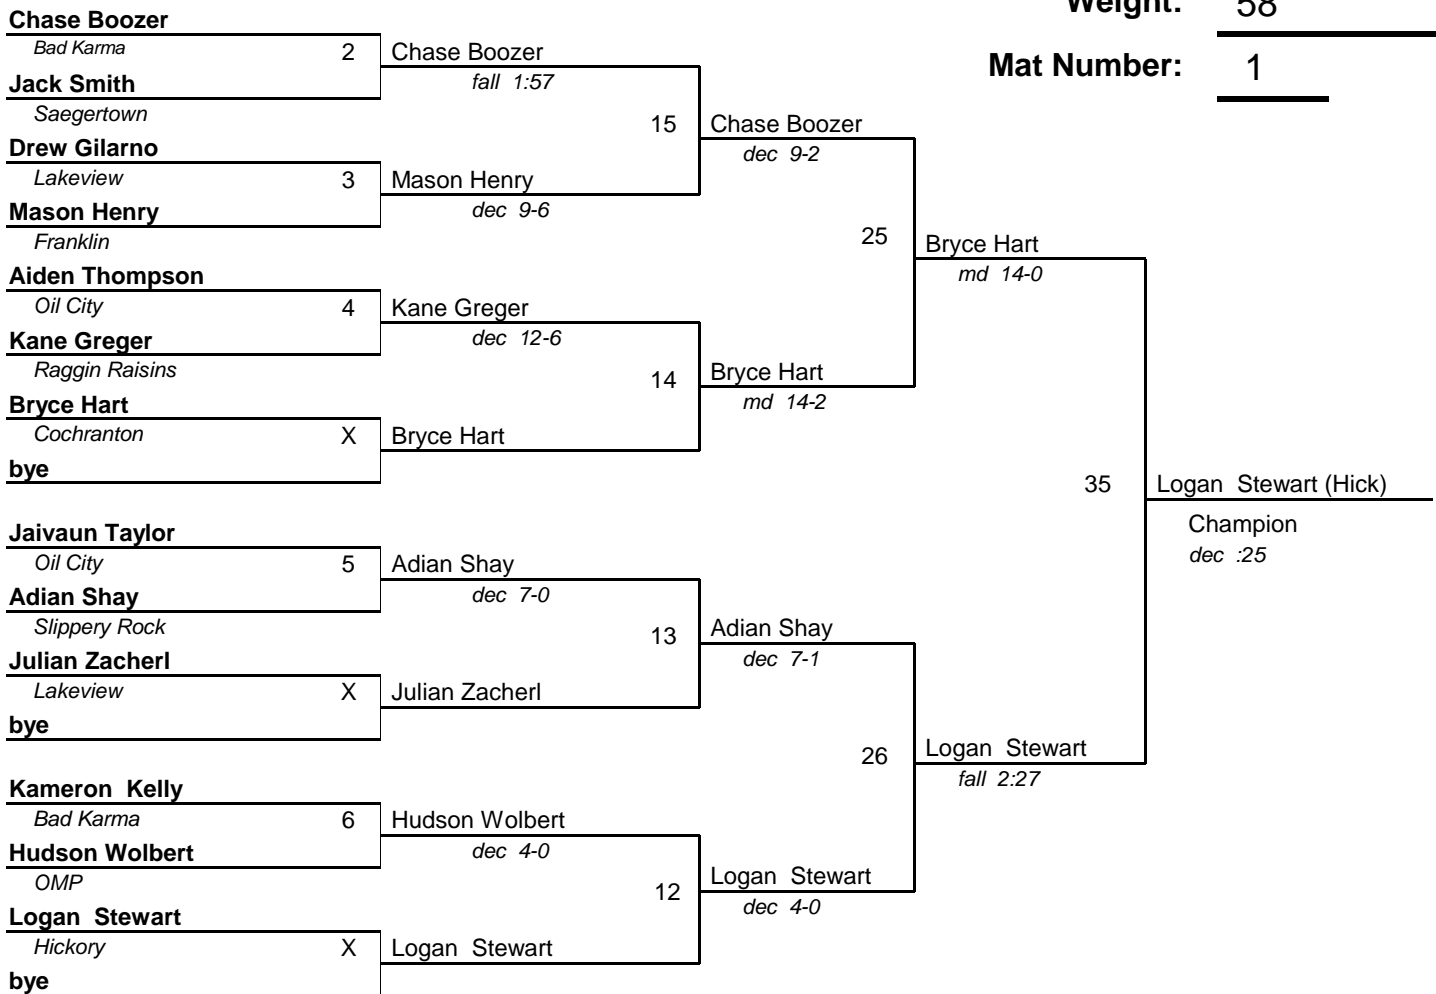 Weight: 58
Mat Number: 1
Chase Boozer
Bad Karma 2 Chase Boozer
Jack Smith fall 1:57
Saegertown 15 Chase Boozer
Drew Gilarno dec 9-2
Lakeview 3 Mason Henry
Mason Henry dec 9-6
Franklin 25 Bryce Hart
Aiden Thompson md 14-0
Oil City 4 Kane Greger
Kane Greger dec 12-6
Raggin Raisins 14 Bryce Hart
Bryce Hart md 14-2
Cochranton X Bryce Hart
bye
35 Logan Stewart (Hick)
Champion
dec :25
Jaivaun Taylor
Oil City 5 Adian Shay
Adian Shay dec 7-0
Slippery Rock 13 Adian Shay
Julian Zacherl dec 7-1
Lakeview X Julian Zacherl
bye
26 Logan Stewart
fall 2:27
Kameron Kelly
Bad Karma 6 Hudson Wolbert
Hudson Wolbert dec 4-0
OMP 12 Logan Stewart
Logan Stewart dec 4-0
Hickory X Logan Stewart
bye